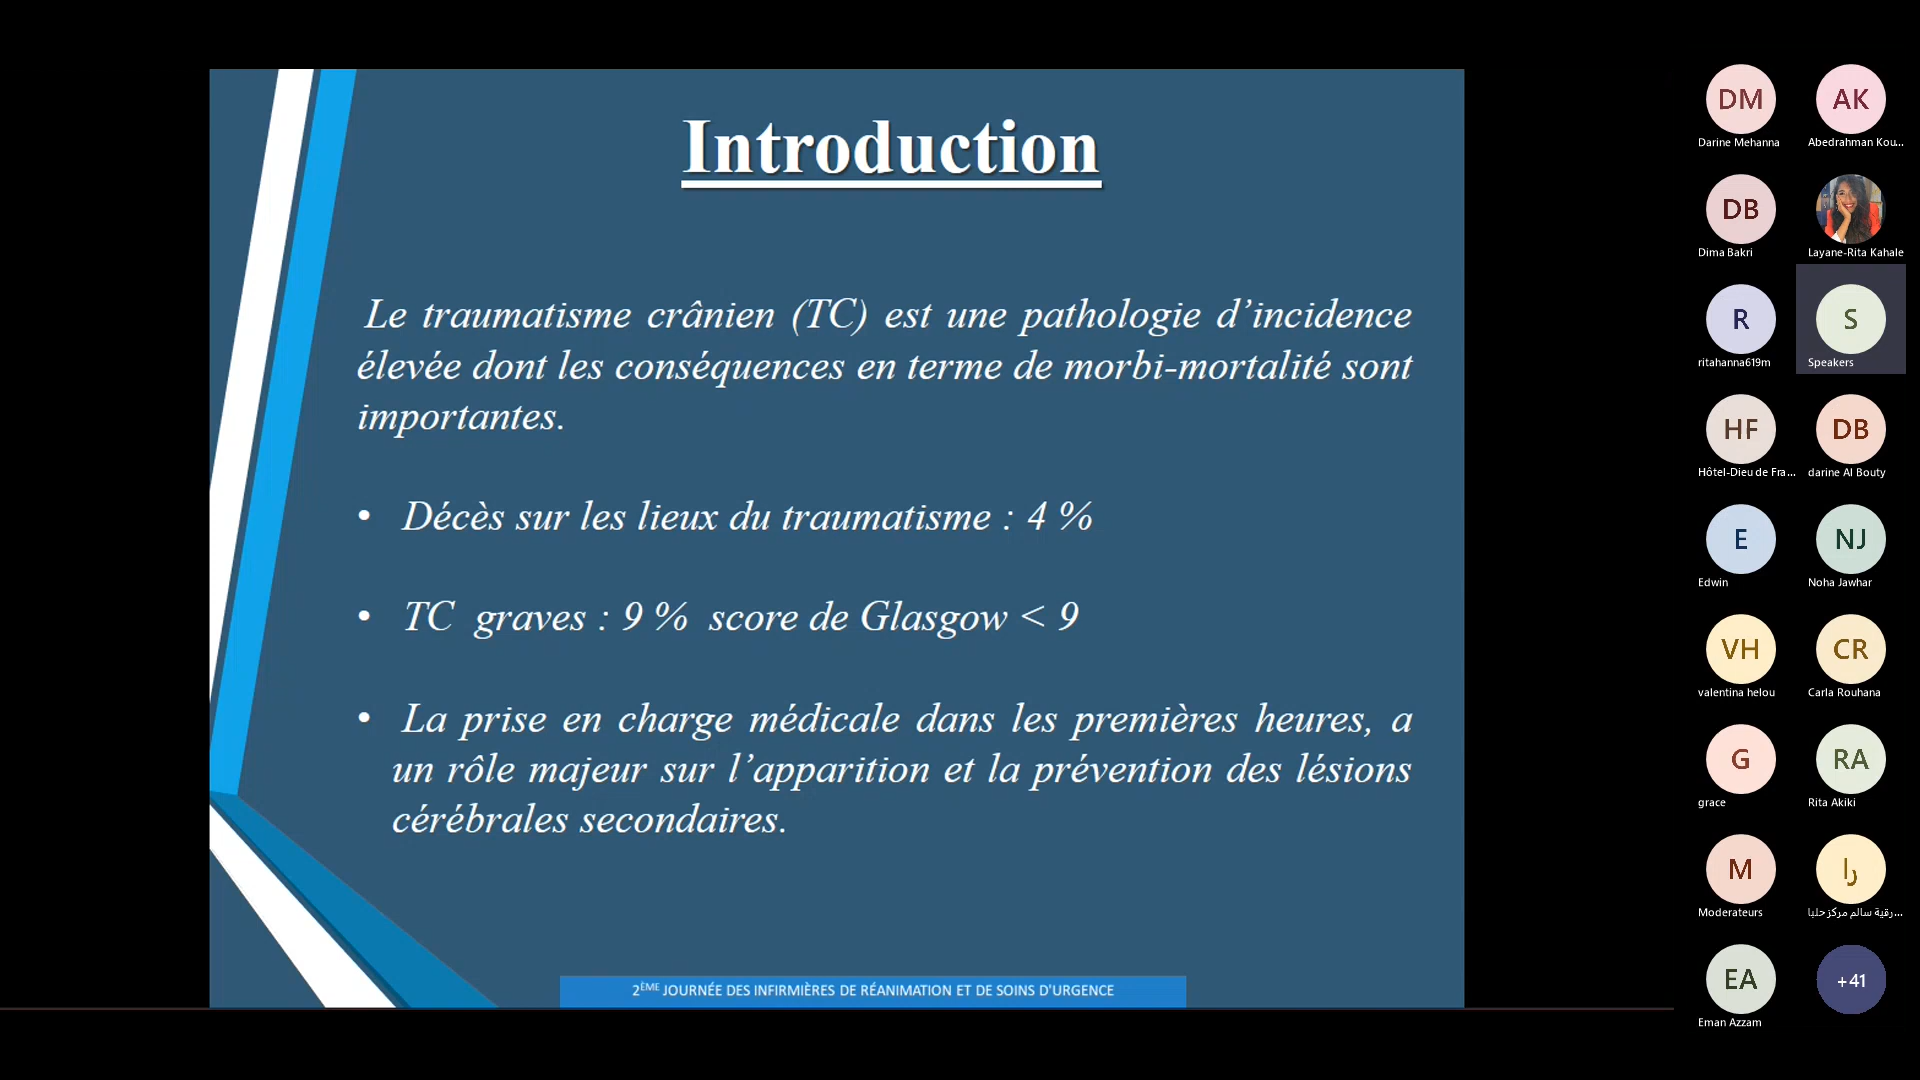 Introduction
Le traumatisme crânien (TC) est une pathologie d’incidence
élevée dont les conséquences en terme de morbi-mortalité sont
importantes.
• Décès sur les lieux du traumatisme : 4 %
• TC graves : 9 % score de Glasgow < 9
• La prise en charge médicale dans les premières heures, a
un rôle majeur sur l’apparition et la prévention des lésions
cérébrales secondaires.
2ÈME JOURNÉE DES INFIRMIÈRES DE RÉANIMATION ET DE SOINS D'URGENCE
DM
Darine Mehanna
AK
Abedrahman Kou...
DB
Dima Bakri
Layane-Rita Kahale
R
ritahanna619m
S
Speakers
HF
Hôtel-Dieu de Fra...
DB
darine Al Bouty
E
Edwin
NJ
Noha Jawhar
VH
valentina helou
CR
Carla Rouhana
G
grace
RA
Rita Akiki
M
Moderateurs
را
رقية سالم مركز حلبا...
EA
Eman Azzam
+41